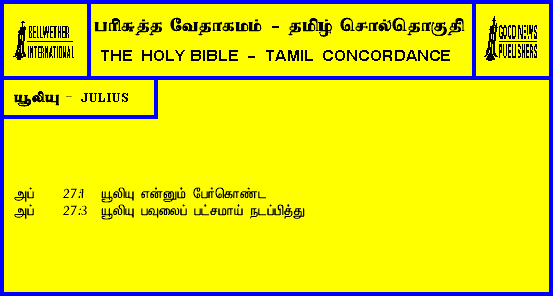 BELLWETHER
INTERNATIONAL
பரிசுத்த வேதாகமம் - தமிழ் சொல்தொகுதி
THE HOLY BIBLE - TAMIL CONCORDANCE
GOOD NEWS
PUBLISHERS
யூலியு - JULIUS
அப் 27:1 யூலியு என்னும் பேர்கொண்ட
அப் 27:3 யூலியு பவுலைப் பட்சமாய் நடப்பித்து